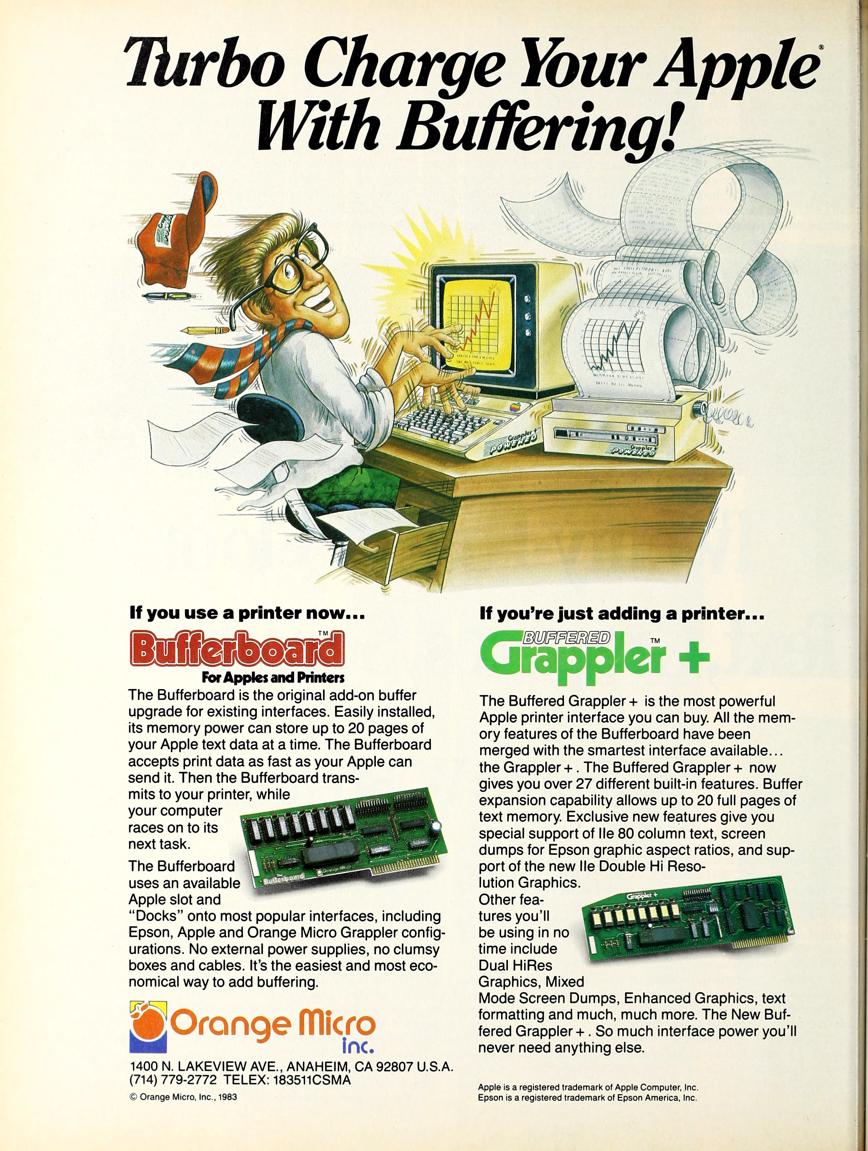 Turbo Charge Your Apple®
With Buffering!
Grappler+
POWERED
Grappler+
POWERED
If you use a printer now...
Bufferboard™
For Apples and Printers
The Bufferboard is the original add-on buffer
upgrade for existing interfaces. Easily installed,
its memory power can store up to 20 pages of
your Apple text data at a time. The Bufferboard
accepts print data as fast as your Apple can
send it. Then the Bufferboard trans-
mits to your printer, while
your computer
races on to its
next task.
The Bufferboard
uses an available
Apple slot and
“Docks” onto most popular interfaces, including
Epson, Apple and Orange Micro Grappler config-
urations. No external power supplies, no clumsy
boxes and cables. It's the easiest and most eco-
nomical way to add buffering.
Bufferboard
Orange Micro
inc.
1400 N. LAKEVIEW AVE., ANAHEIM, CA 92807 U.S.A.
(714) 779-2772 TELEX: 183511CSMA
© Orange Micro, Inc., 1983
If you're just adding a printer...
BUFFERED
Grappler™ +
The Buffered Grappler + is the most powerful
Apple printer interface you can buy. All the mem-
ory features of the Bufferboard have been
merged with the smartest interface available...
the Grappler + . The Buffered Grappler + now
gives you over 27 different built-in features. Buffer
expansion capability allows up to 20 full pages of
text memory. Exclusive new features give you
special support of IIe 80 column text, screen
dumps for Epson graphic aspect ratios, and sup-
port of the new IIe Double Hi Reso-
lution Graphics.
Other fea-
tures you'll
be using in no
time include
Dual HiRes
Graphics, Mixed
Mode Screen Dumps, Enhanced Graphics, text
formatting and much, much more. The New Buf-
fered Grappler + . So much interface power you'll
never need anything else.
Grappler +
Apple is a registered trademark of Apple Computer, Inc.
Epson is a registered trademark of Epson America, Inc.